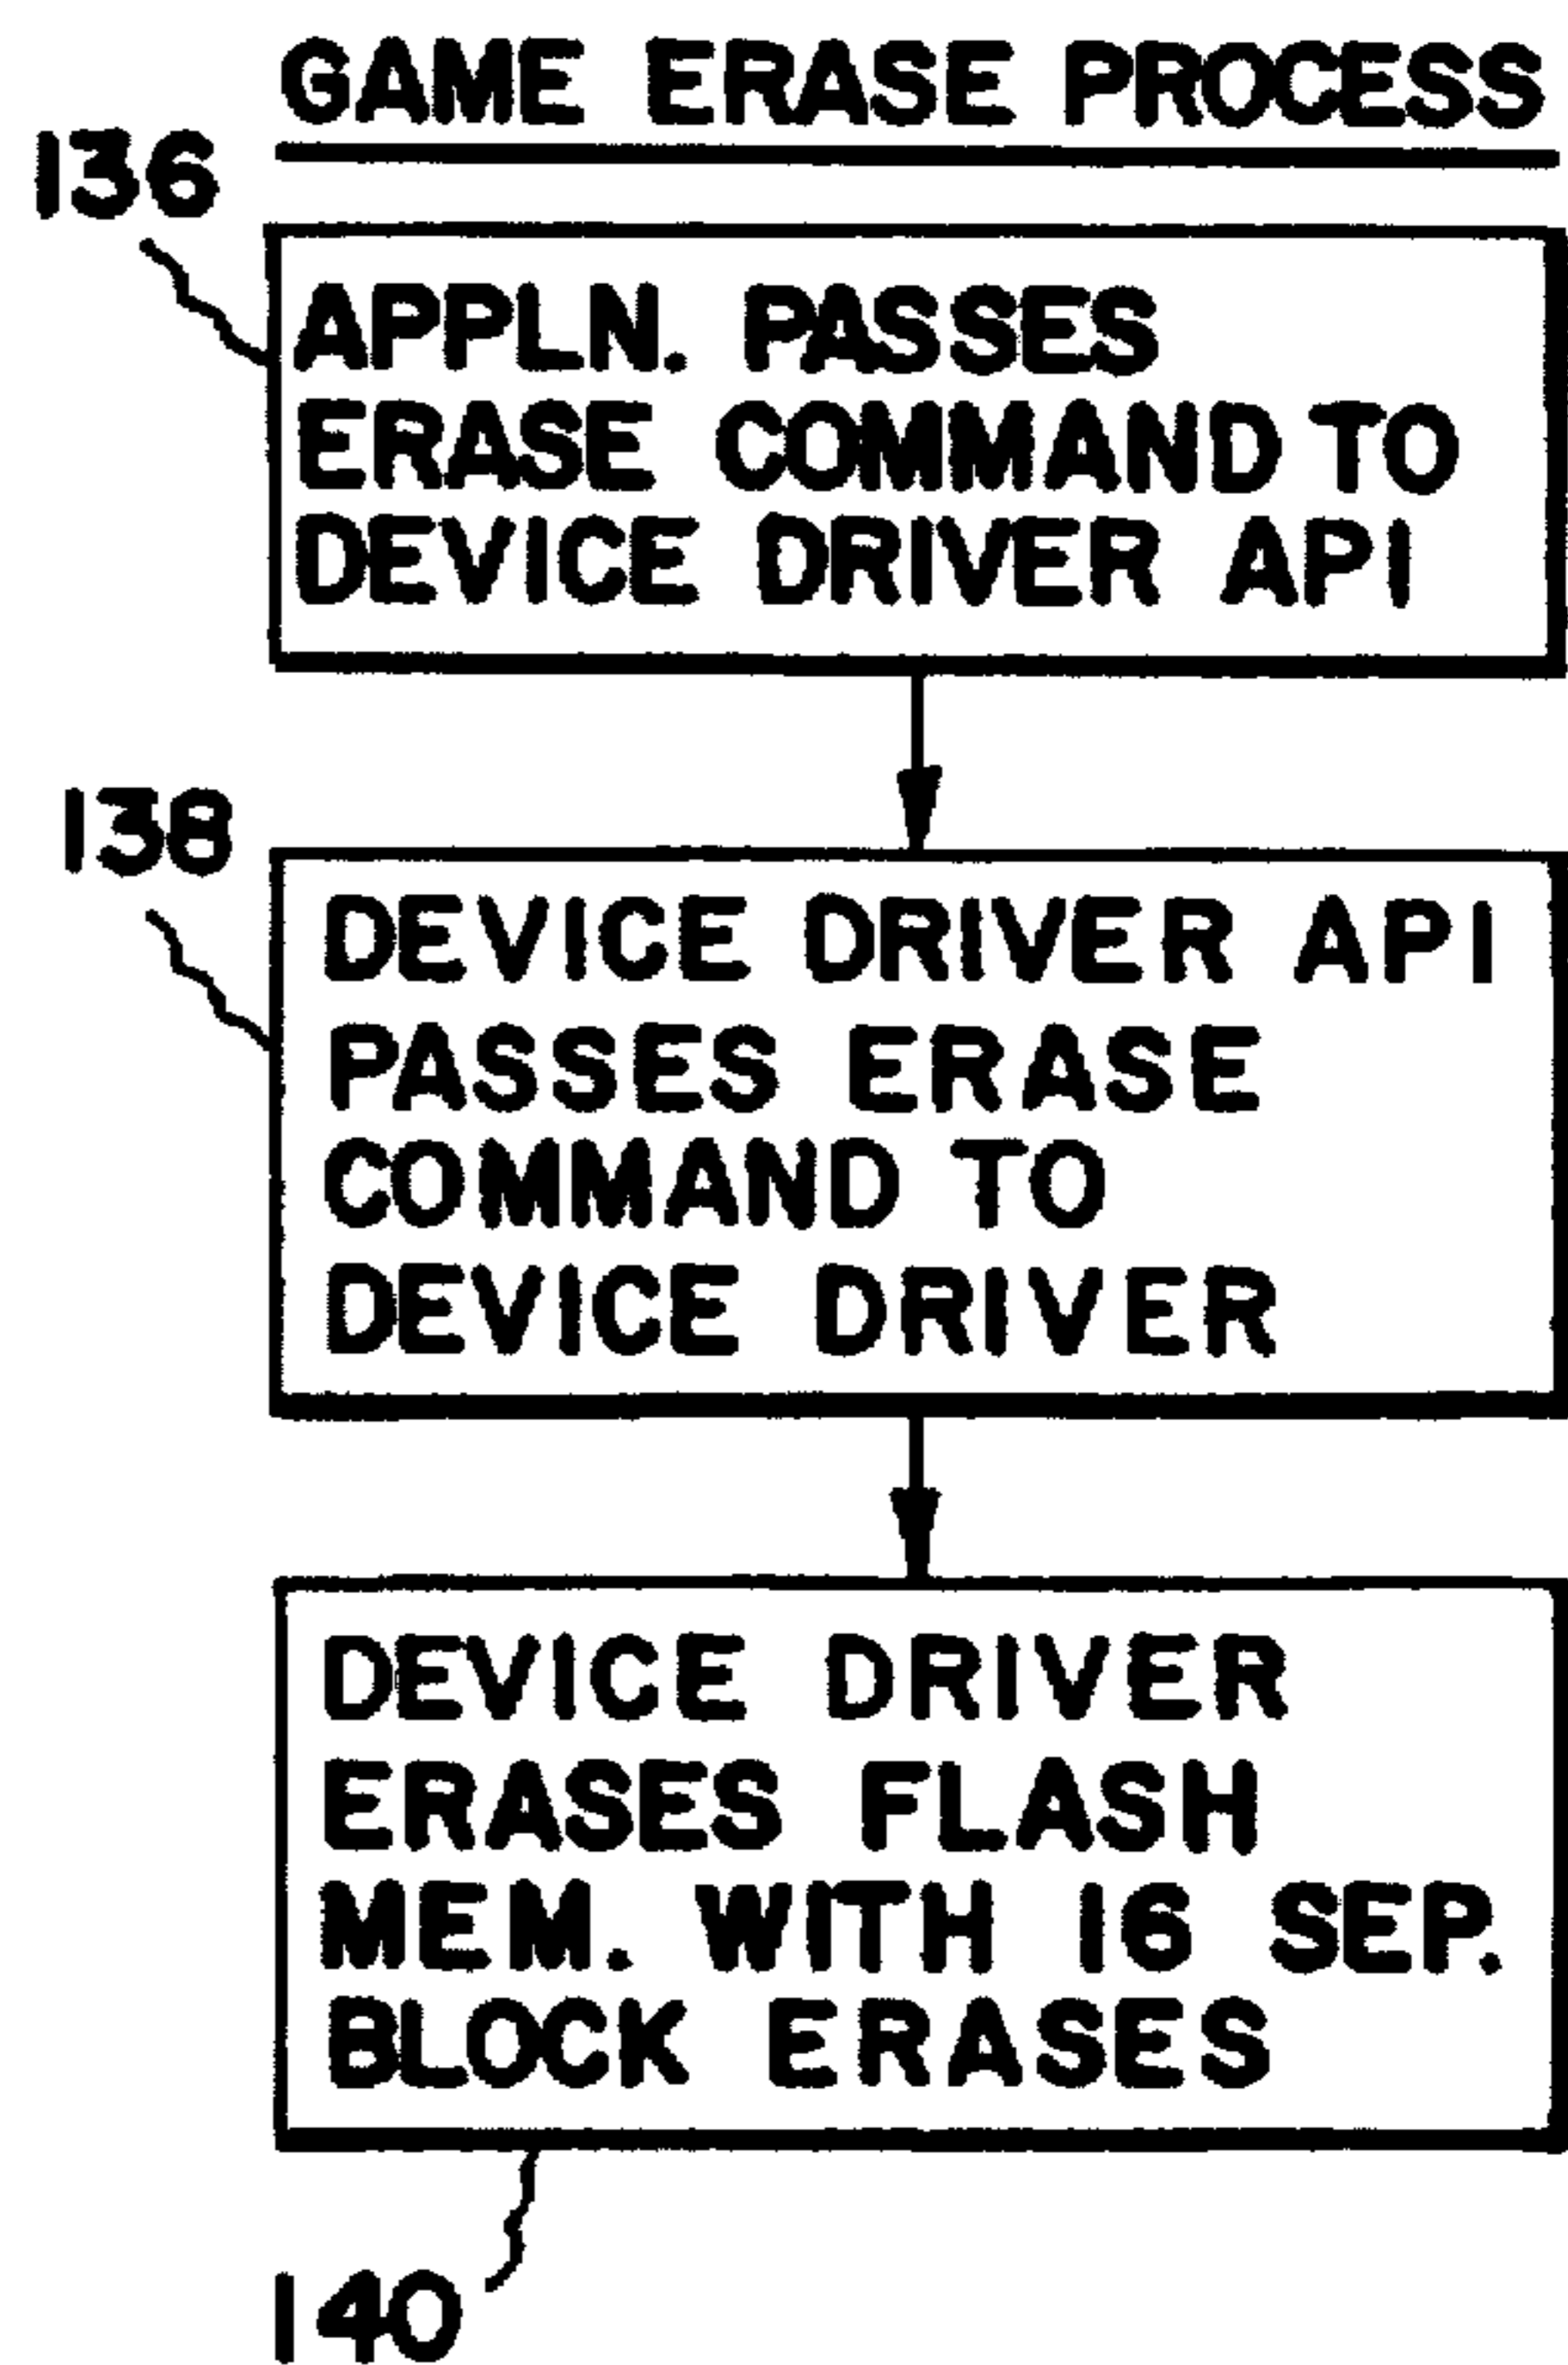 GAME ERASE PROCESS
136
APPLN. PASSES
ERASE COMMAND TO
DEVICE DRIVER API
138
DEVICE DRIVER API
PASSES ERASE
COMMAND TO
DEVICE DRIVER
DEVICE DRIVER
ERASES FLASH
MEM. WITH 16 SEP.
BLOCK ERASES
140